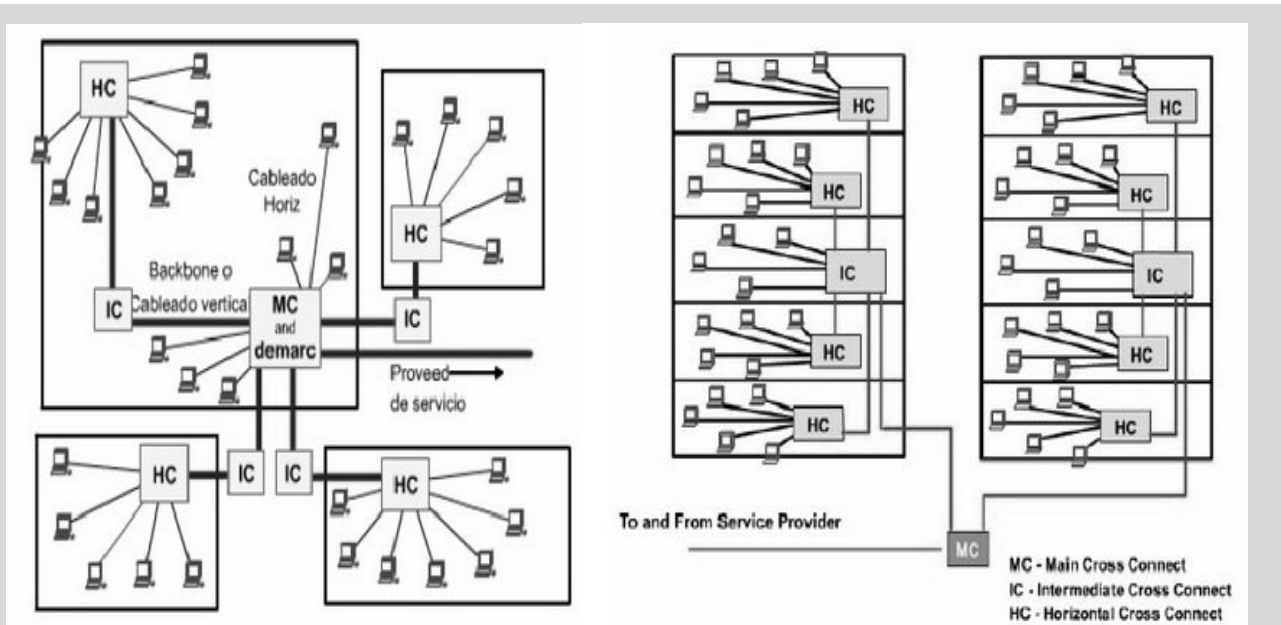 HC
HC
Cableado
Horiz
Backbone o
Cableado vertica
IC
MC
and
demarc
IC
Proveed
de servicio
HC
IC
IC
HC
HC
HC
HC
HC
IC
IC
HC
HC
HC
HC
To and From Service Provider
MC
MC - Main Cross Connect
IC - Intermediate Cross Connect
HC - Horizontal Cross Connect